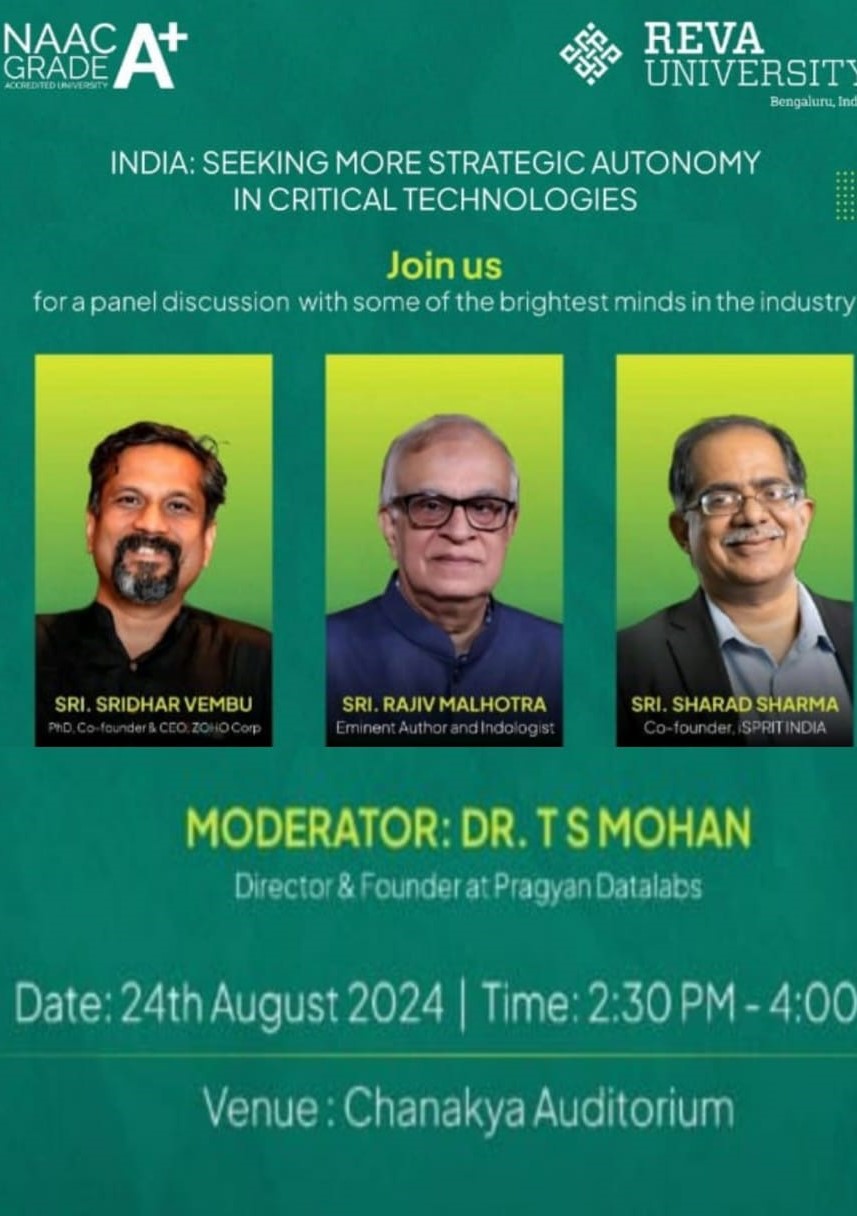 NAAC
GRADE A+
ACCREDITED UNIVERSITY
REVA
UNIVERSITY
Bengaluru, Ind
INDIA: SEEKING MORE STRATEGIC AUTONOMY
IN CRITICAL TECHNOLOGIES
Join us
for a panel discussion with some of the brightest minds in the industry
SRI. SRIDHAR VEMBU
PhD, Co-founder & CEO, ZOHO Corp
SRI. RAJIV MALHOTRA
Eminent Author and Indologist
SRI. SHARAD SHARMA
Co-founder, iSPRIT INDIA
MODERATOR: DR. T S MOHAN
Director & Founder at Pragyan Datalabs
Date: 24th August 2024 | Time: 2:30 PM - 4:00
Venue : Chanakya Auditorium